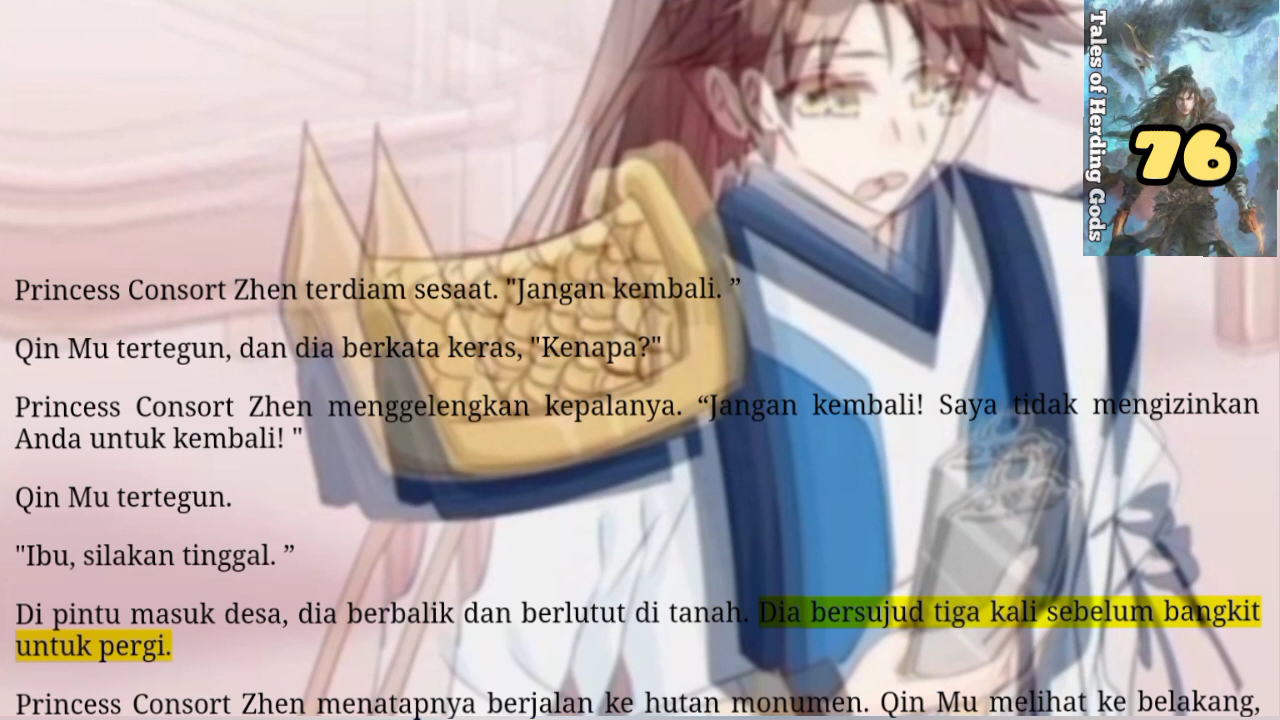 Tales of Herding Gods
76
Princess Consort Zhen terdiam sesaat. "Jangan kembali. ”
Qin Mu tertegun, dan dia berkata keras, "Kenapa?"
Princess Consort Zhen menggelengkan kepalanya. “Jangan kembali! Saya tidak mengizinkan
Anda untuk kembali! "
Qin Mu tertegun.
"Ibu, silakan tinggal. ”
Di pintu masuk desa, dia berbalik dan berlutut di tanah. Dia bersujud tiga kali sebelum bangkit
untuk pergi.
Princess Consort Zhen menatapnya berjalan ke hutan monumen. Qin Mu melihat ke belakang,